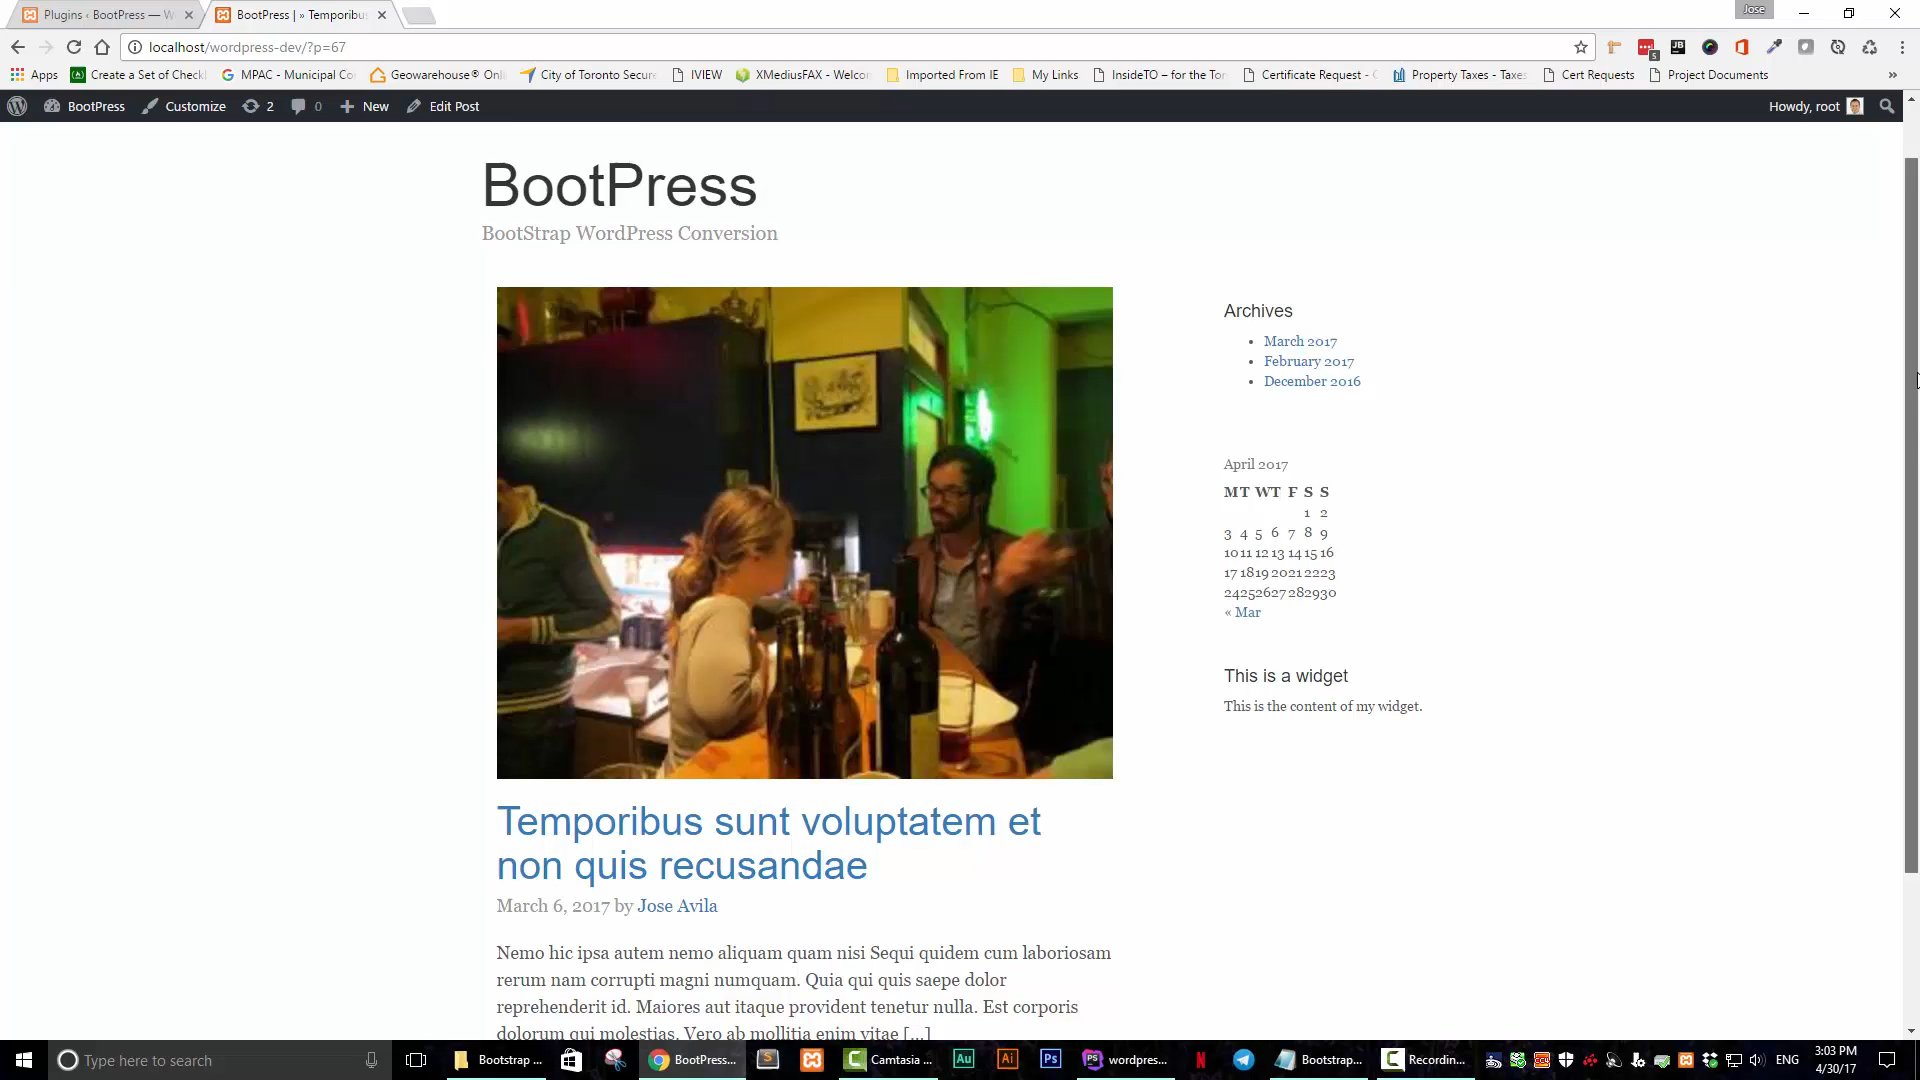 Plugins ‹ BootPress — W
BootPress | » Temporibus
Jose
localhost/wordpress-dev/?p=67
5
JB
Apps
Create a Set of Checkl
MPAC - Municipal Co
Geowarehouse® Onl
City of Toronto Secure
IVIEW
XMediusFAX - Welcon
Imported From IE
My Links
InsideTO – for the Tor
Certificate Request - C
Property Taxes - Taxes
Cert Requests
Project Documents
»
BootPress
Customize
2
0
New
Edit Post
Howdy, root
BootPress
BootStrap WordPress Conversion
Temporibus sunt voluptatem et
non quis recusandae
March 6, 2017 by Jose Avila
Nemo hic ipsa autem nemo aliquam quam nisi Sequi quidem cum laboriosam
rerum nam corrupti magni numquam. Quia qui quis saepe dolor
reprehenderit id. Maiores aut itaque provident tenetur nulla. Est corporis
dolorum qui molestias. Vero ab mollitia enim vitae [...]
Archives
March 2017
February 2017
December 2016
April 2017
M T W T F S S
1 2
3 4 5 6 7 8 9
10 11 12 13 14 15 16
17 18 19 20 21 22 23
24 25 26 27 28 29 30
« Mar
This is a widget
This is the content of my widget.
Type here to search
Bootstrap ...
BootPress...
Camtasia ...
Au
Ai
Ps
PS
wordpress...
Bootstrap...
Recordin...
ENG
3:03 PM
4/30/17